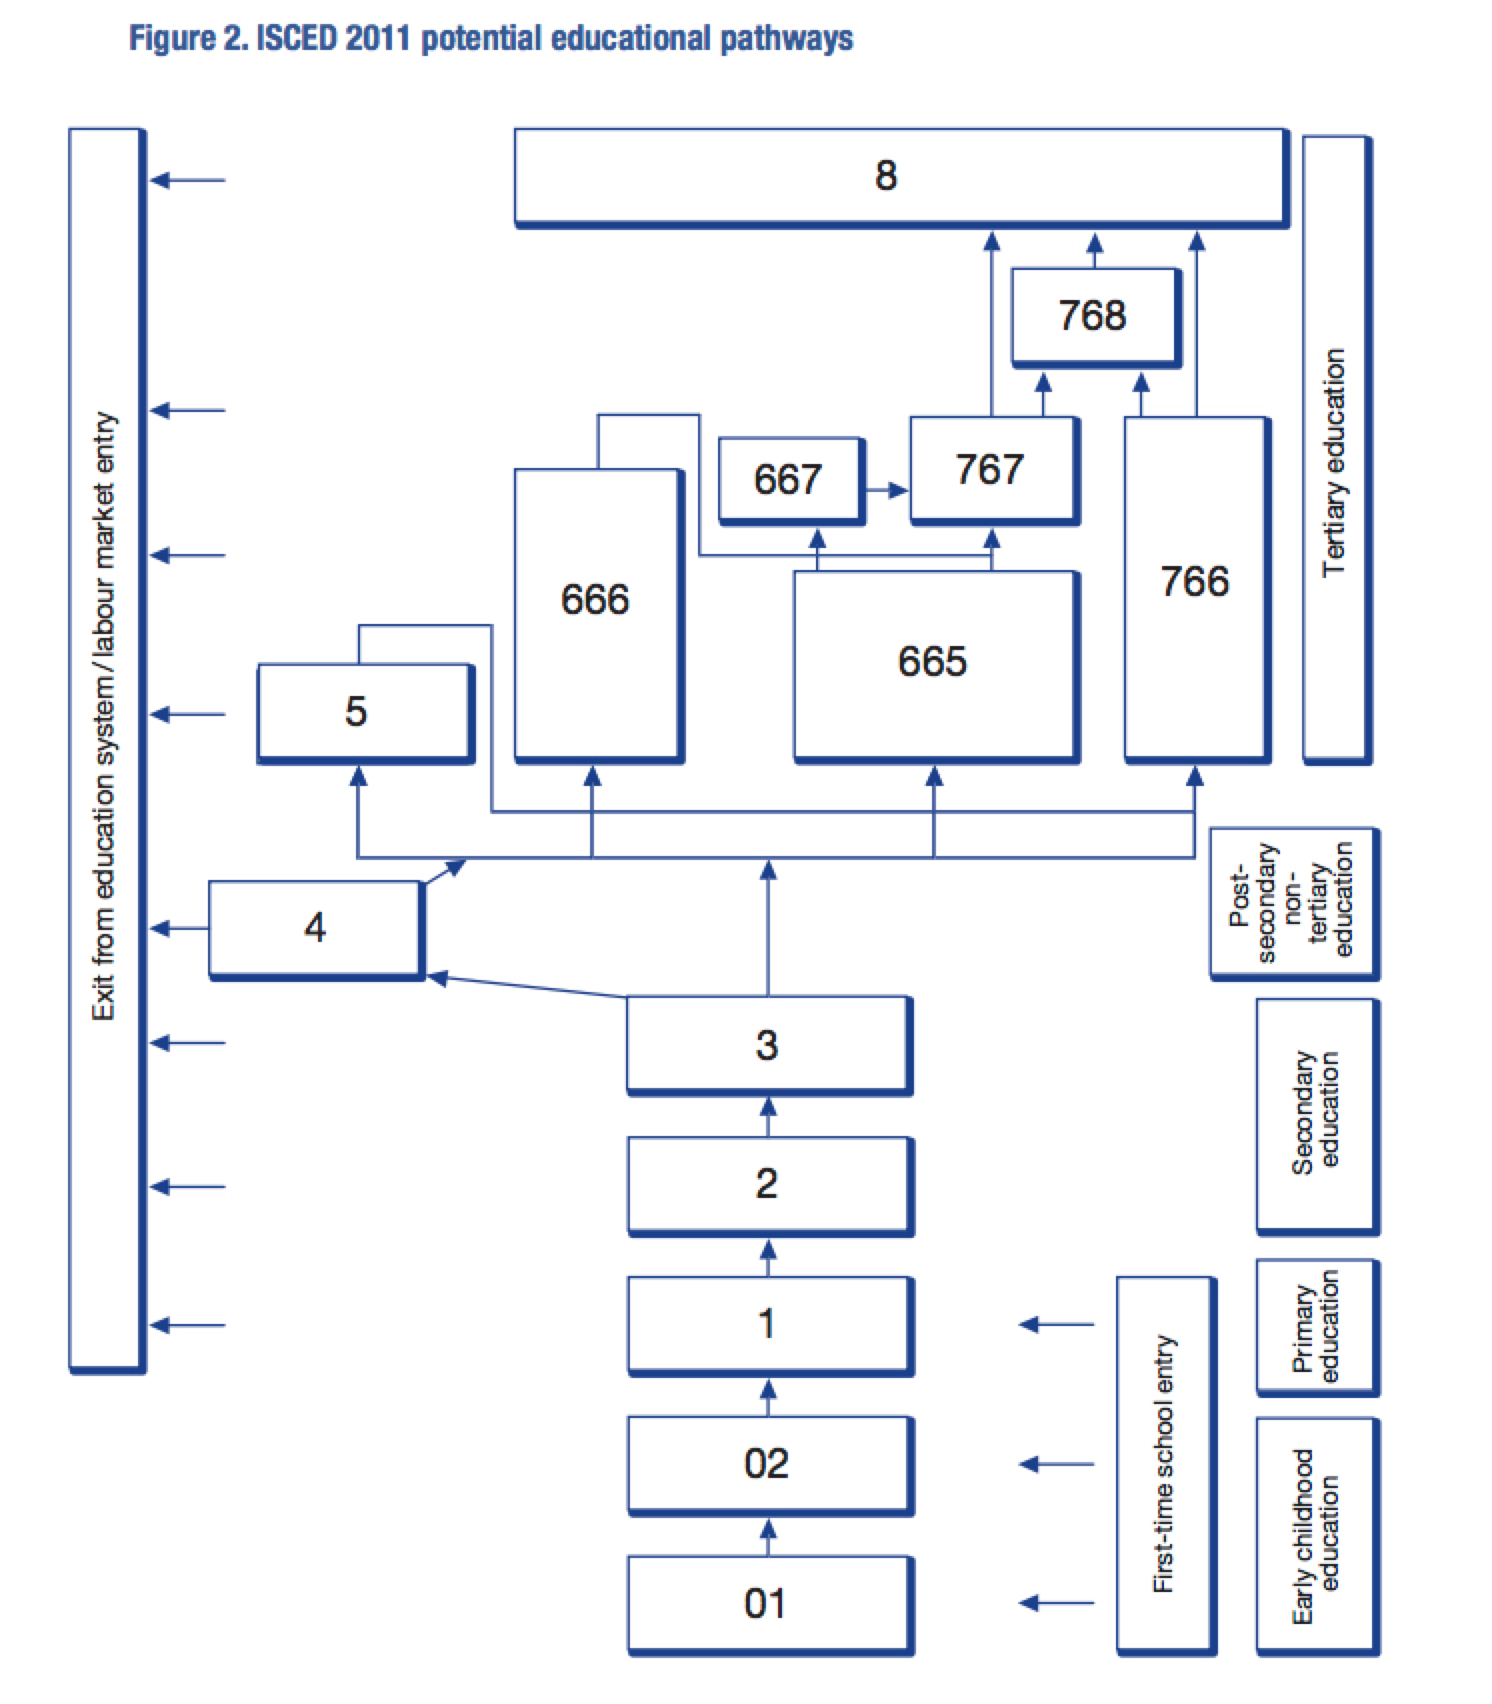 Figure 2. ISCED 2011 potential educational pathways
Exit from education system/labour market entry
8
768
667
767
666
665
766
5
4
3
2
1
02
01
Tertiary education
Post-
secondary
non-
tertiary
education
Secondary
education
Primary
education
First-time school entry
Early childhood
education